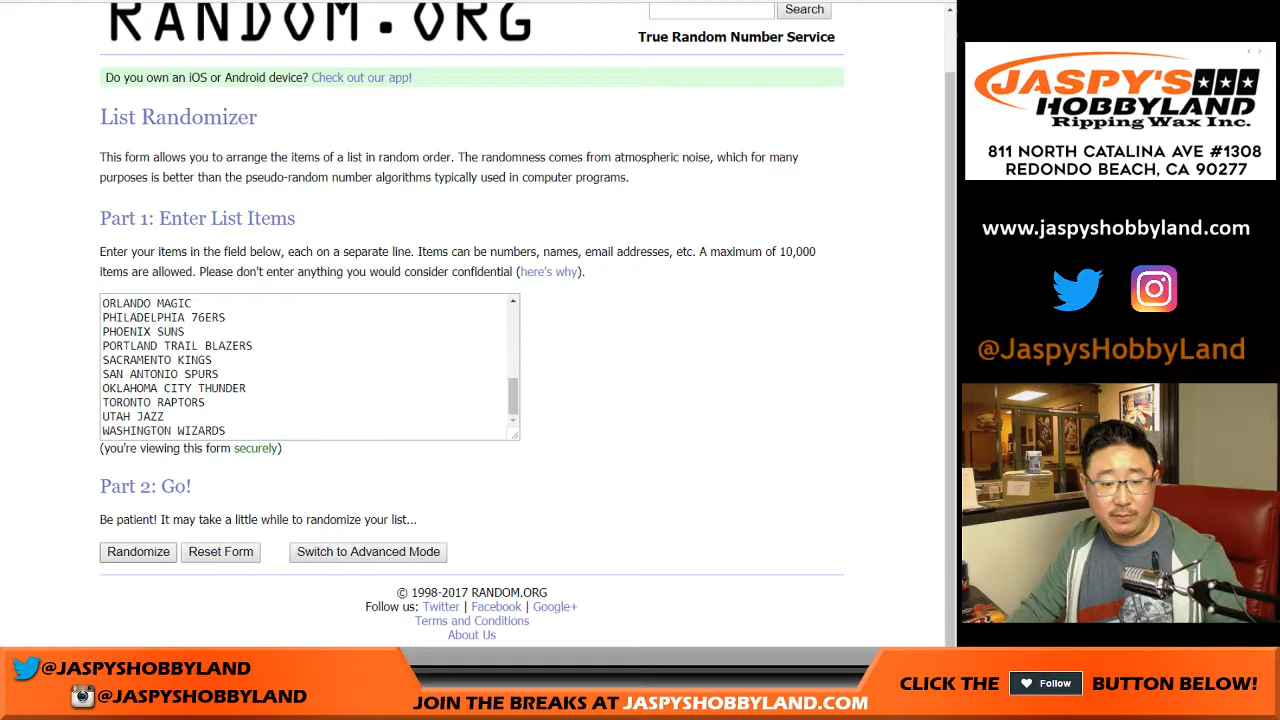 RANDOM.ORG
Search
True Random Number Service
Do you own an iOS or Android device? Check out our app!
List Randomizer
This form allows you to arrange the items of a list in random order. The randomness comes from atmospheric noise, which for many
purposes is better than the pseudo-random number algorithms typically used in computer programs.
Part 1: Enter List Items
Enter your items in the field below, each on a separate line. Items can be numbers, names, email addresses, etc. A maximum of 10,000
items are allowed. Please don't enter anything you would consider confidential (here's why).
ORLANDO MAGIC
PHILADELPHIA 76ERS
PHOENIX SUNS
PORTLAND TRAIL BLAZERS
SACRAMENTO KINGS
SAN ANTONIO SPURS
OKLAHOMA CITY THUNDER
TORONTO RAPTORS
UTAH JAZZ
WASHINGTON WIZARDS
(you're viewing this form securely)
Part 2: Go!
Be patient! It may take a little while to randomize your list...
Randomize Reset Form Switch to Advanced Mode
© 1998-2017 RANDOM.ORG
Follow us: Twitter | Facebook | Google+
Terms and Conditions
About Us
JASPY'S
HOBBYLAND
Ripping Wax Inc.
811 NORTH CATALINA AVE #1308
REDONDO BEACH, CA 90277
www.jaspyshobbyland.com
@JaspysHobbyLand
@JASPYSHOBBYLAND
@JASPYSHOBBYLAND
JOIN THE BREAKS AT JASPYSHOBBYLAND.COM
CLICK THE Follow BUTTON BELOW!